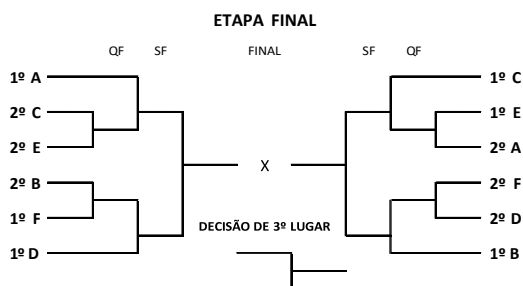 ETAPA FINAL
QF SF FINAL SF QF
1º A 1º C
2º C 1º E
2º E 2º A
X
2º B 2º F
1º F 2º D
DECISÃO DE 3º LUGAR
1º D 1º B